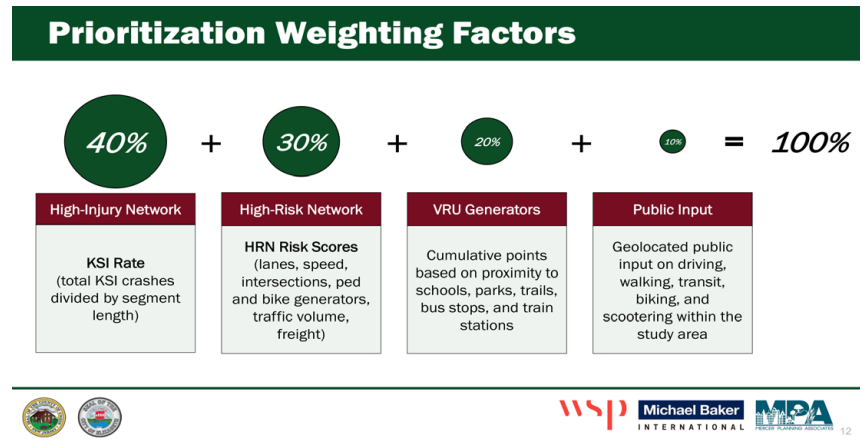 Prioritization Weighting Factors
40% + 30% + 20% + 10% = 100%
High-Injury Network
KSI Rate
(total KSI crashes
divided by segment
length)
High-Risk Network
HRN Risk Scores
(lanes, speed,
intersections, ped
and bike generators,
traffic volume,
freight)
VRU Generators
Cumulative points
based on proximity to
schools, parks, trails,
bus stops, and train
stations
Public Input
Geolocated public
input on driving,
walking, transit,
biking, and
scootering within the
study area
wsp
Michael Baker
INTERNATIONAL
MPA
MERCER PLANNING ASSOCIATES
12